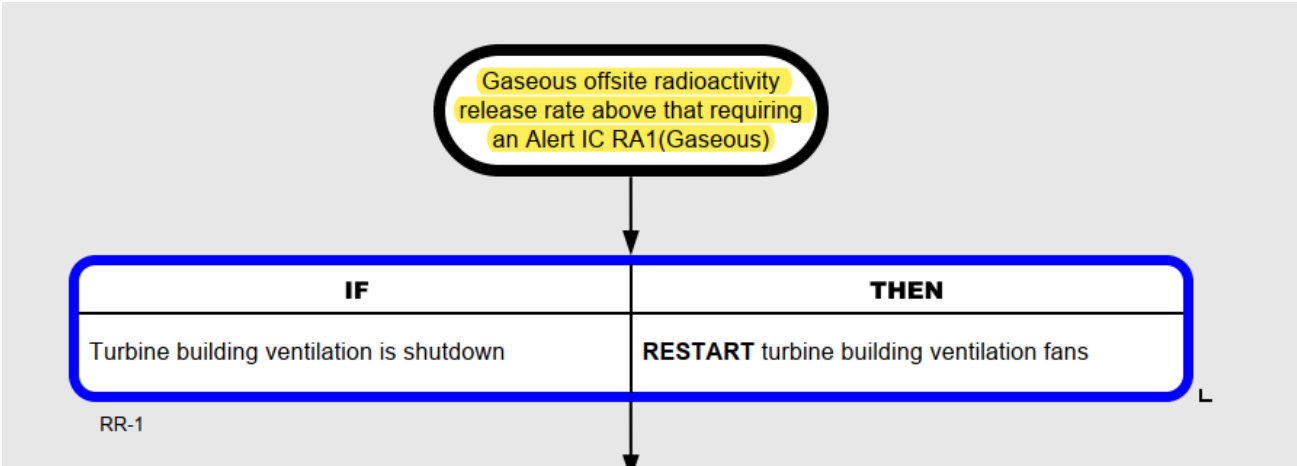 Gaseous offsite radioactivity
release rate above that requiring
an Alert IC RA1(Gaseous)
IF
THEN
Turbine building ventilation is shutdown
RESTART turbine building ventilation fans
RR-1